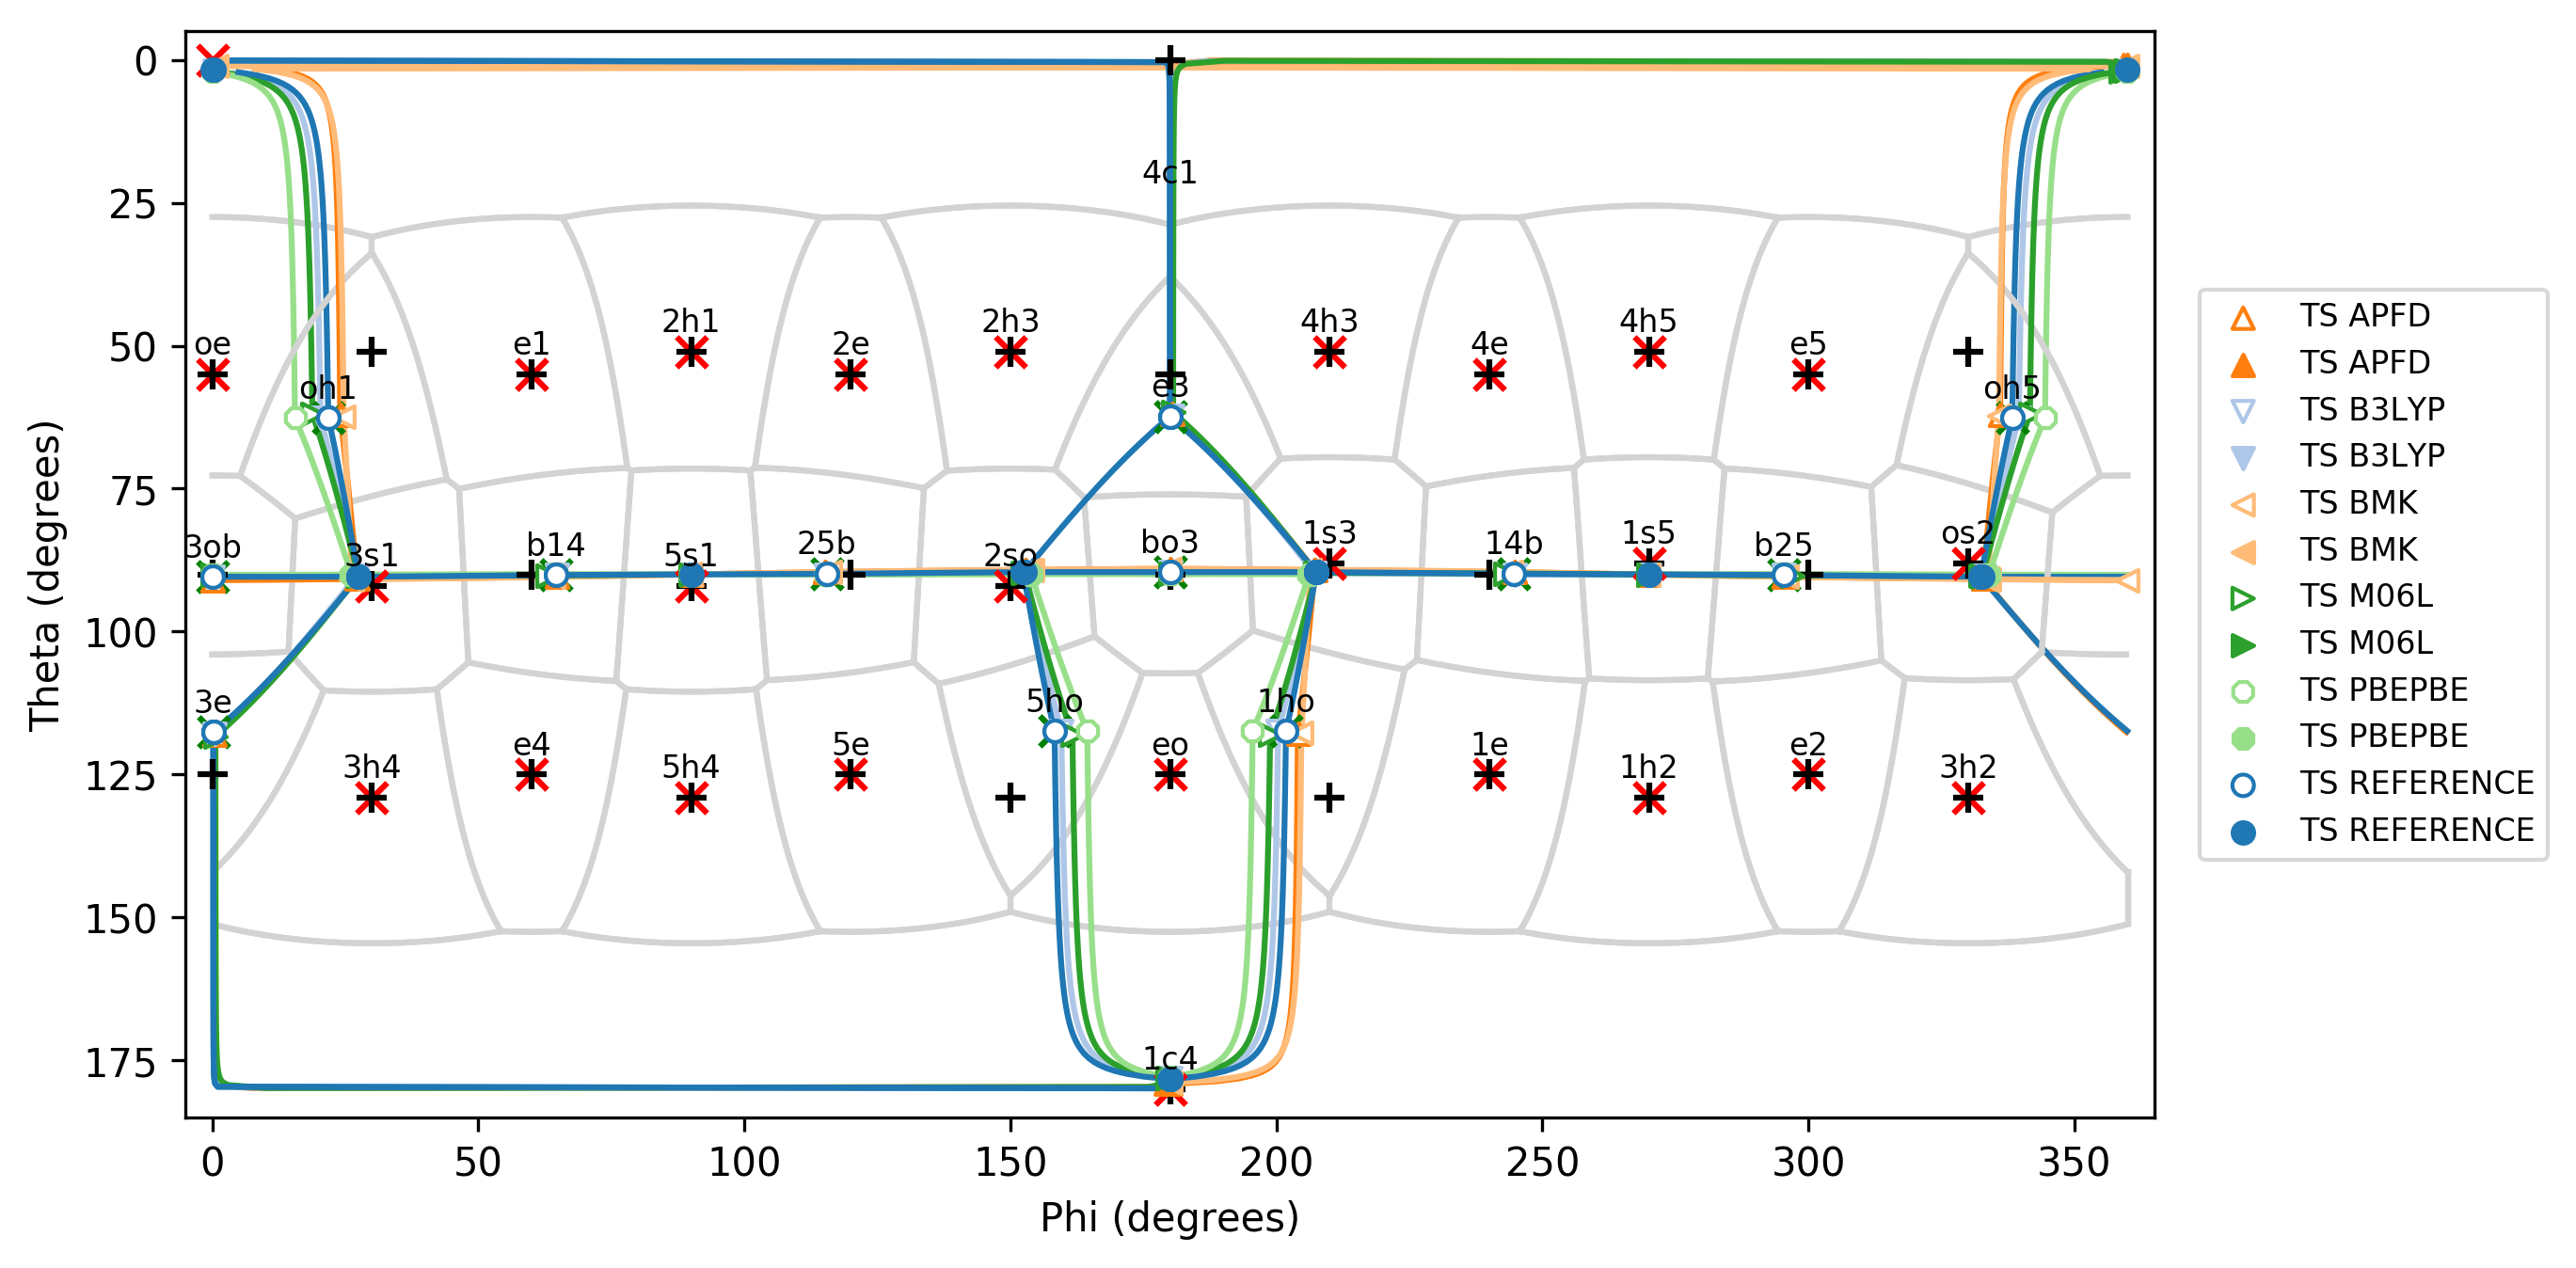 0
25
50
75
100
125
150
175
Theta (degrees)
0
50
100
150
200
250
300
350
Phi (degrees)
4c1
oe
oh1
e1
2h1
2e
2h3
e3
4h3
4e
4h5
e5
oh5
3ob
3s1
b14
5s1
25b
2so
bo3
1s3
14b
1s5
b25
os2
3e
3h4
e4
5h4
5e
5ho
eo
1ho
1e
1h2
e2
3h2
1c4
TS APFD
TS APFD
TS B3LYP
TS B3LYP
TS BMK
TS BMK
TS M06L
TS M06L
TS PBEPBE
TS PBEPBE
TS REFERENCE
TS REFERENCE